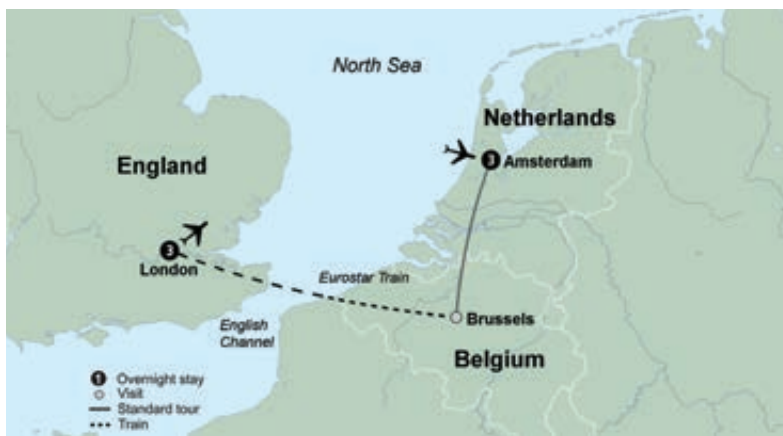 North Sea
Netherlands
3 Amsterdam
England
3
London
Eurostar Train
English
Channel
Brussels
Belgium
1 Overnight stay
Visit
Standard tour
Train